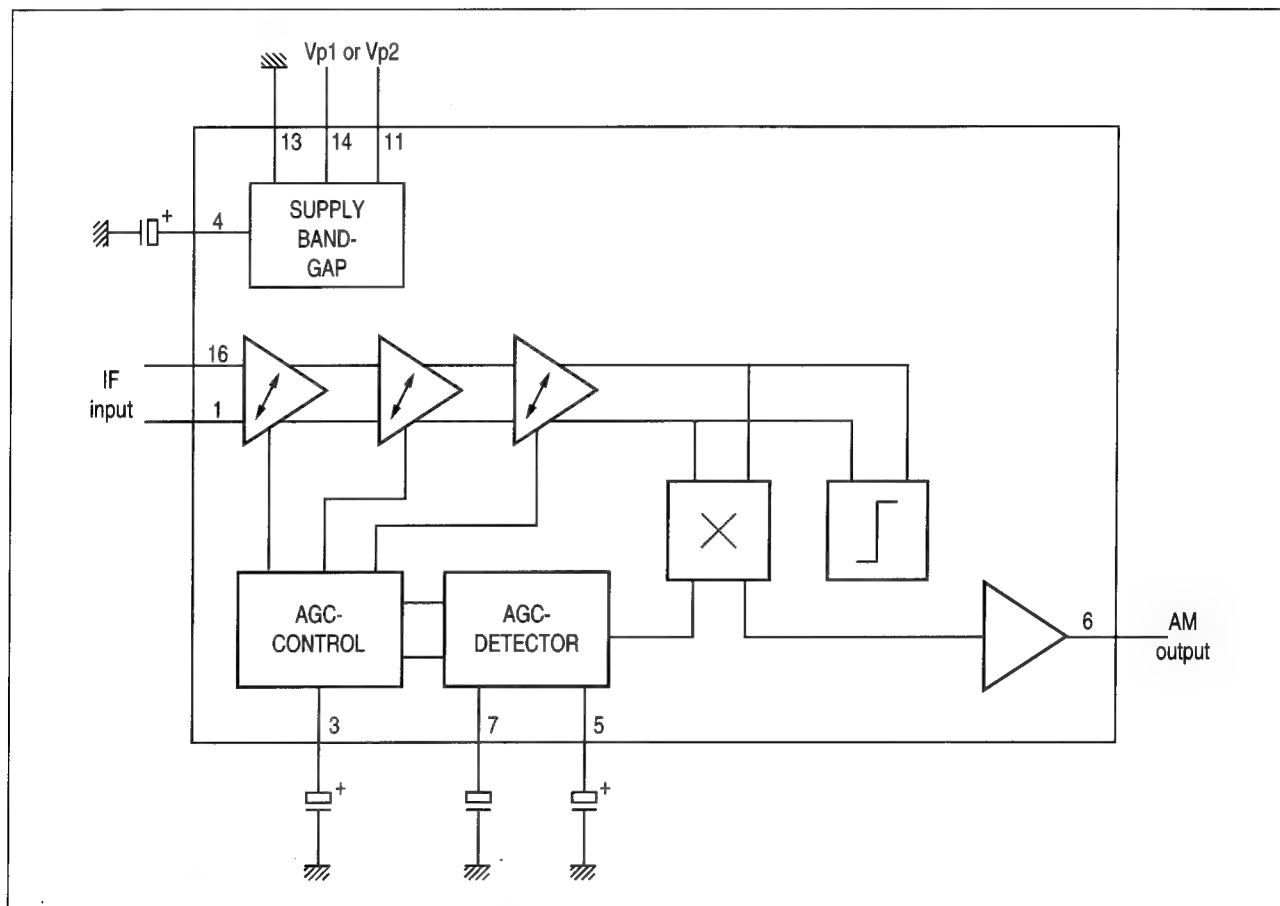 Vp1 or Vp2
13
14
11
+
4
SUPPLY
BAND-
GAP
16
IF
input
1
AGC-
CONTROL
AGC-
DETECTOR
6
AM
output
3
7
5
+
+